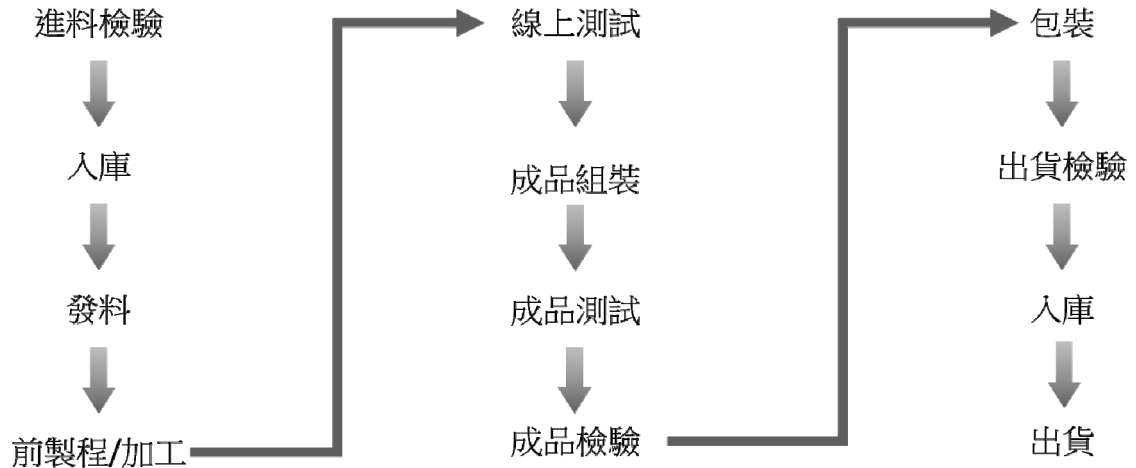 進料檢驗
入庫
發料
前製程/加工
線上測試
成品組裝
成品測試
成品檢驗
包裝
出貨檢驗
入庫
出貨